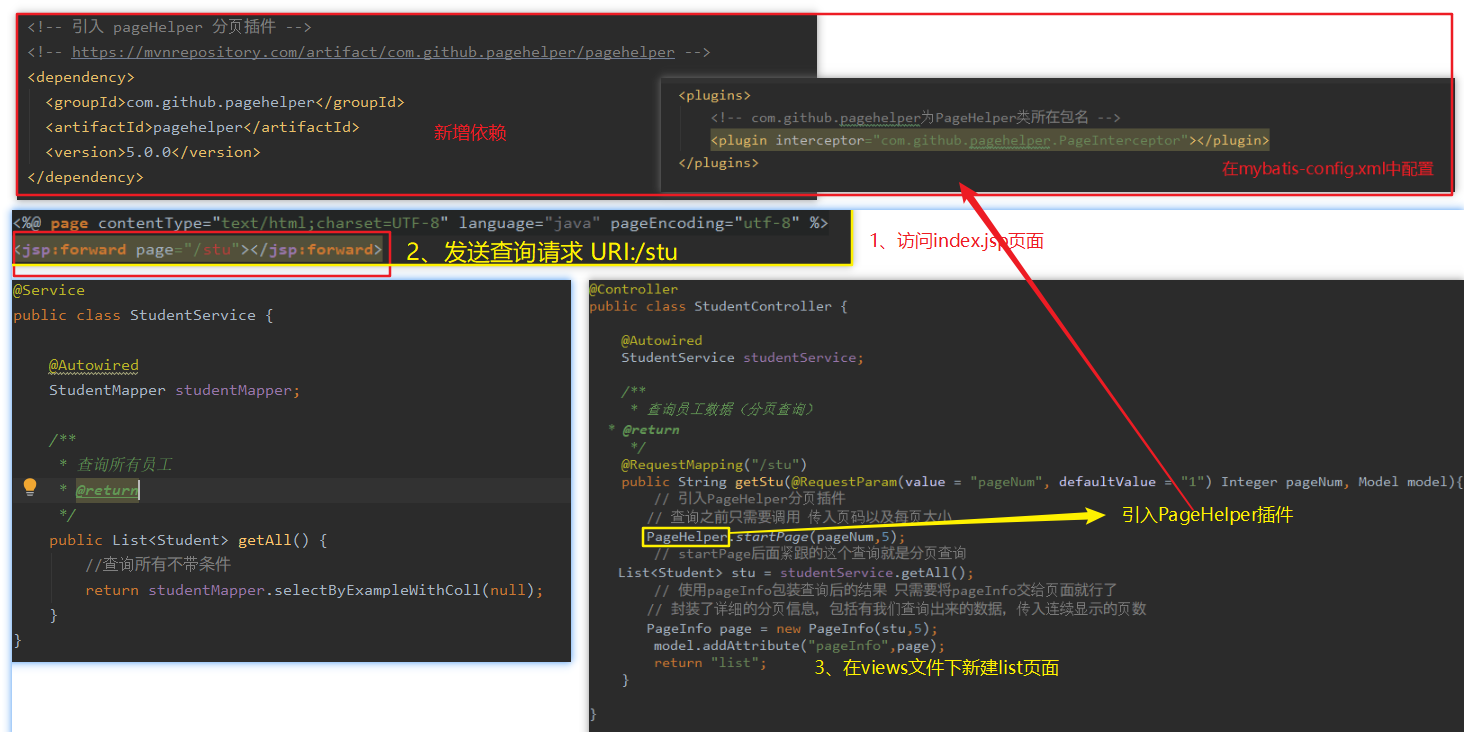 <!-- 引入 pageHelper 分页插件 -->
<!-- https://mvnrepository.com/artifact/com.github.pagehelper/pagehelper -->
<dependency>
<groupId>com.github.pagehelper</groupId>
<artifactId>pagehelper</artifactId>
<version>5.0.0</version>
</dependency>
新增依赖
<plugins>
<!-- com.github.pagehelper为PageHelper类所在包名 -->
<plugin interceptor="com.github.pagehelper.PageInterceptor"></plugin>
</plugins>
在mybatis-config.xml中配置
<%@ page contentType="text/html;charset=UTF-8" language="java" pageEncoding="utf-8" %>
<jsp:forward page="/stu"></jsp:forward>
2、发送查询请求 URI:/stu
1、访问index.jsp页面
@Service
public class StudentService {
@Autowired
StudentMapper studentMapper;
/**
* 查询所有员工
* @return
*/
public List<Student> getAll() {
//查询所有不带条件
return studentMapper.selectByExampleWithColl(null);
}
}
@Controller
public class StudentController {
@Autowired
StudentService studentService;
/**
* 查询员工数据（分页查询）
* @return
*/
@RequestMapping("/stu")
public String getStu(@RequestParam(value = "pageNum", defaultValue = "1") Integer pageNum, Model model){
// 引入PageHelper分页插件
// 查询之前只需要调用 传入页码以及每页大小
PageHelper.startPage(pageNum,5);
引入PageHelper插件
// startPage后面紧跟的这个查询就是分页查询
List<Student> stu = studentService.getAll();
// 使用pageInfo包装查询后的结果 只需要将pageInfo交给页面就行了
// 封装了详细的分页信息，包括有我们查询出来的数据，传入连续显示的页数
PageInfo page = new PageInfo(stu,5);
model.addAttribute("pageInfo",page);
return "list";
3、在views文件下新建list页面
}
}